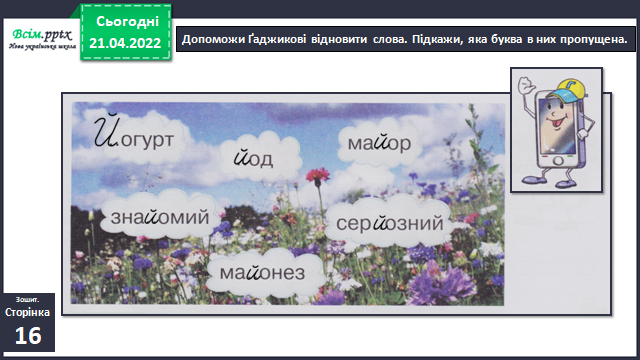 Всім.pptx
Нова українська школа
Сьогодні
21.04.2022
Допоможи Ґаджикові відновити слова. Підкажи, яка буква в них пропущена.
Йогурт
йод
майор
знайомий
серйозний
майонез
Зошит.
Сторінка
16